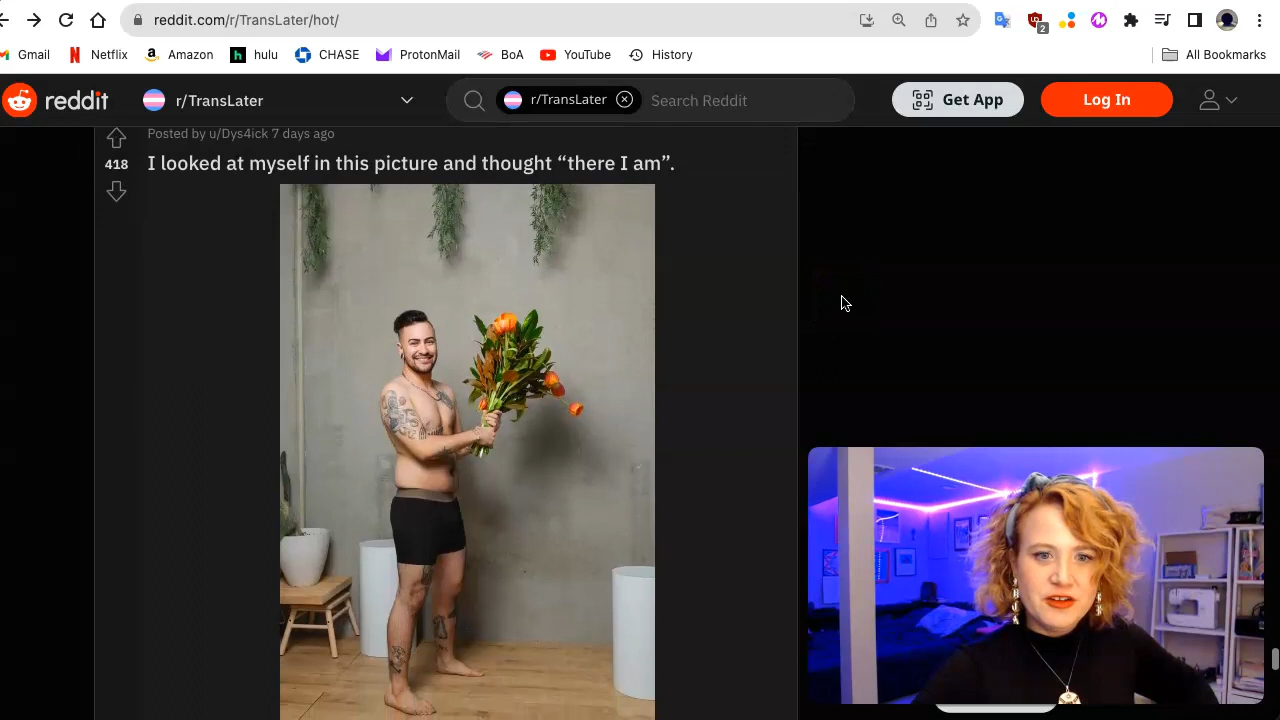 reddit.com/r/TransLater/hot/
2
Gmail Netflix Amazon hulu CHASE ProtonMail BoA YouTube History All Bookmarks
reddit r/TransLater r/TransLater Search Reddit Get App Log In
Posted by u/Dys4ick 7 days ago
418 I looked at myself in this picture and thought “there I am”.